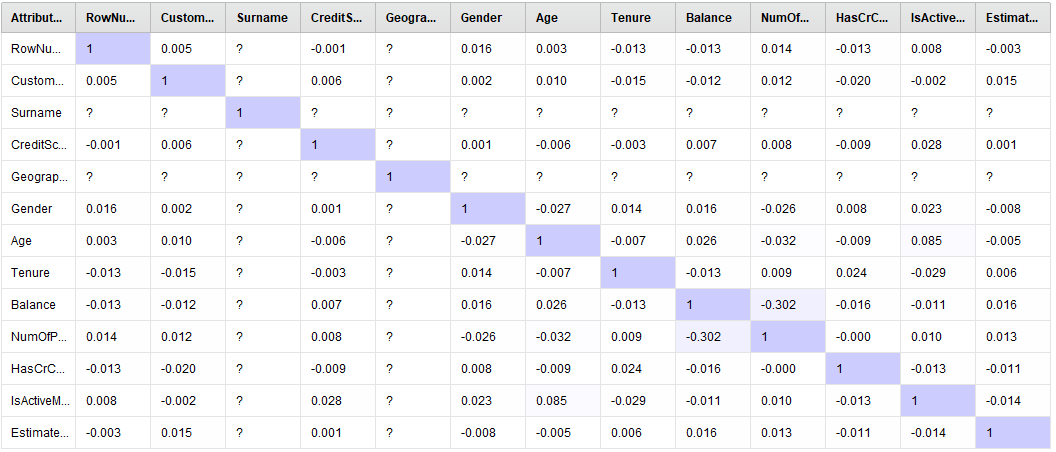 Attribut... RowNu... Custom... Surname CreditS... Geogra... Gender Age Tenure Balance NumOf... HasCrC... IsActive... Estimat...
RowNu... 1 0.005 ? -0.001 ? 0.016 0.003 -0.013 -0.013 0.014 -0.013 0.008 -0.003
Custom... 0.005 1 ? 0.006 ? 0.002 0.010 -0.015 -0.012 0.012 -0.020 -0.002 0.015
Surname ? ? 1 ? ? ? ? ? ? ? ? ? ?
CreditSc... -0.001 0.006 ? 1 ? 0.001 -0.006 -0.003 0.007 0.008 -0.009 0.028 0.001
Geograp... ? ? ? ? 1 ? ? ? ? ? ? ? ?
Gender 0.016 0.002 ? 0.001 ? 1 -0.027 0.014 0.016 -0.026 0.008 0.023 -0.008
Age 0.003 0.010 ? -0.006 ? -0.027 1 -0.007 0.026 -0.032 -0.009 0.085 -0.005
Tenure -0.013 -0.015 ? -0.003 ? 0.014 -0.007 1 -0.013 0.009 0.024 -0.029 0.006
Balance -0.013 -0.012 ? 0.007 ? 0.016 0.026 -0.013 1 -0.302 -0.016 -0.011 0.016
NumOfP... 0.014 0.012 ? 0.008 ? -0.026 -0.032 0.009 -0.302 1 -0.000 0.010 0.013
HasCrC... -0.013 -0.020 ? -0.009 ? 0.008 -0.009 0.024 -0.016 -0.000 1 -0.013 -0.011
IsActiveM... 0.008 -0.002 ? 0.028 ? 0.023 0.085 -0.029 -0.011 0.010 -0.013 1 -0.014
Estimate... -0.003 0.015 ? 0.001 ? -0.008 -0.005 0.006 0.016 0.013 -0.011 -0.014 1